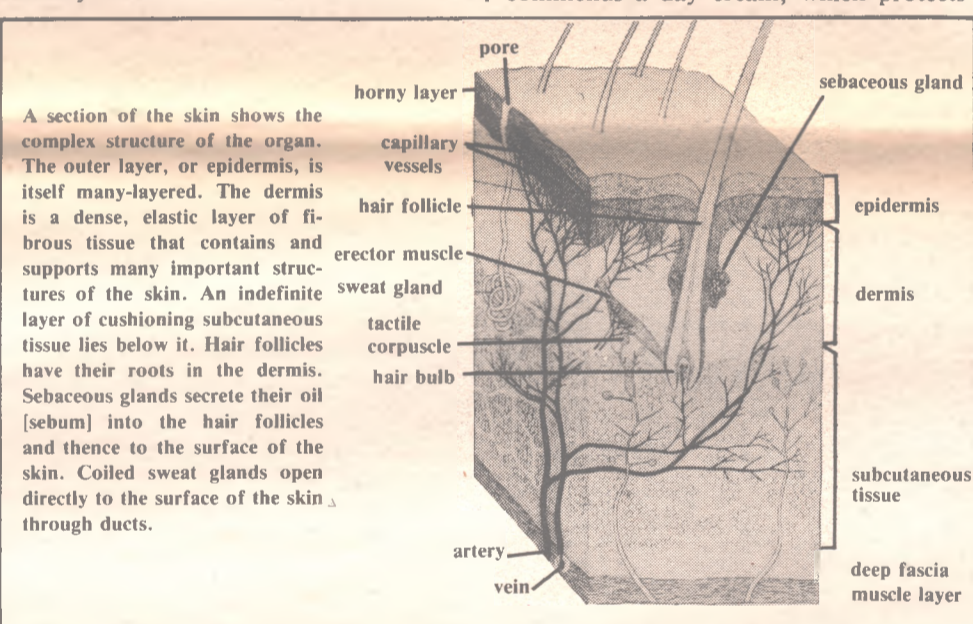 commends a day cream, which protects
A section of the skin shows the
complex structure of the organ.
The outer layer, or epidermis, is
itself many-layered. The dermis
is a dense, elastic layer of fi-
brous tissue that contains and
supports many important struc-
tures of the skin. An indefinite
layer of cushioning subcutaneous
tissue lies below it. Hair follicles
have their roots in the dermis.
Sebaceous glands secrete their oil
[sebum] into the hair follicles
and thence to the surface of the
skin. Coiled sweat glands open
directly to the surface of the skin
through ducts.
pore
horny layer
capillary
vessels
hair follicle
erector muscle
sweat gland
tactile
corpuscle
hair bulb
artery
vein
sebaceous gland
epidermis
dermis
subcutaneous
tissue
deep fascia
muscle layer